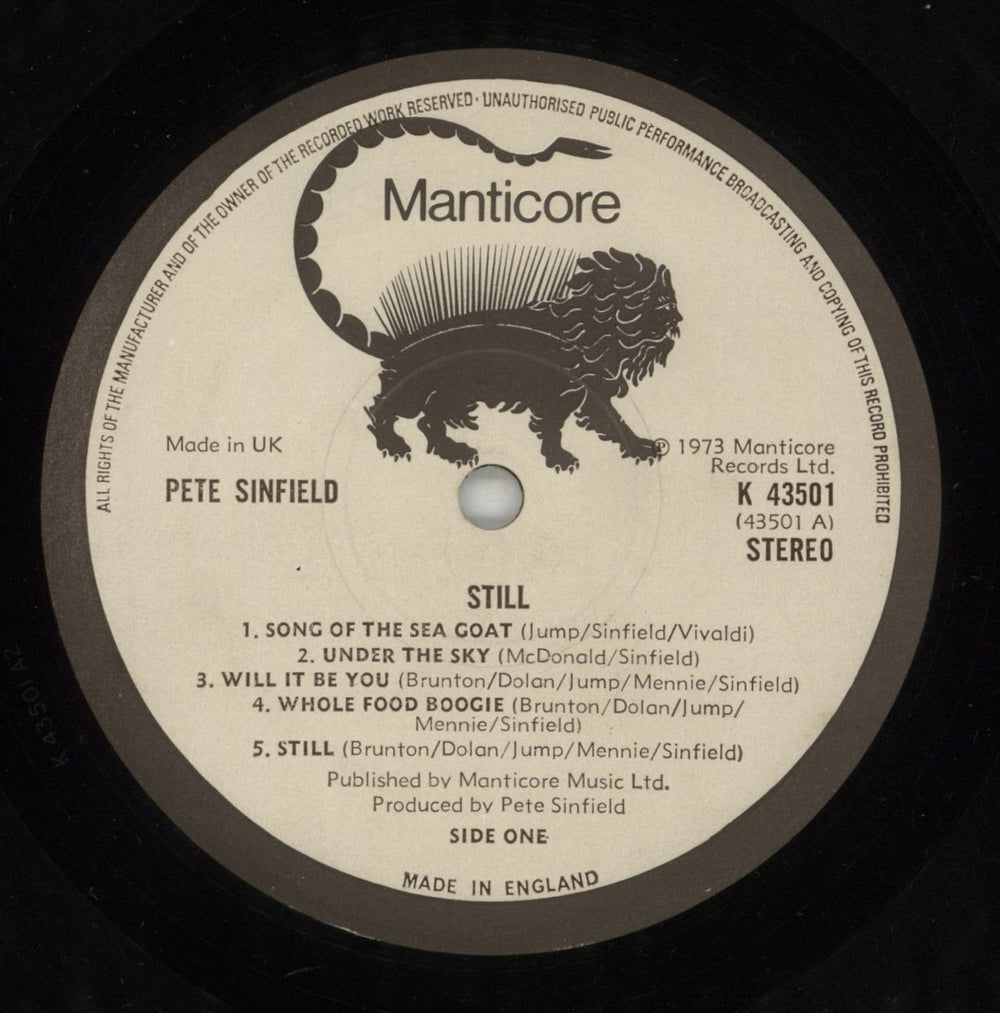 ALL RIGHTS OF THE MANUFACTURER AND OF THE OWNER OF THE RECORDED WORK RESERVED · UNAUTHORISED PUBLIC PERFORMANCE BROADCASTING AND COPYING OF THIS RECORD PROHIBITED
Manticore
Made in UK
PETE SINFIELD
℗ 1973 Manticore
Records Ltd.
K 43501
(43501 A)
STEREO
STILL
1. SONG OF THE SEA GOAT (Jump/Sinfield/Vivaldi)
2. UNDER THE SKY (McDonald/Sinfield)
3. WILL IT BE YOU (Brunton/Dolan/Jump/Mennie/Sinfield)
4. WHOLE FOOD BOOGIE (Brunton/Dolan/Jump/
Mennie/Sinfield)
5. STILL (Brunton/Dolan/Jump/Mennie/Sinfield)
Published by Manticore Music Ltd.
Produced by Pete Sinfield
SIDE ONE
MADE IN ENGLAND
K 43501 A2